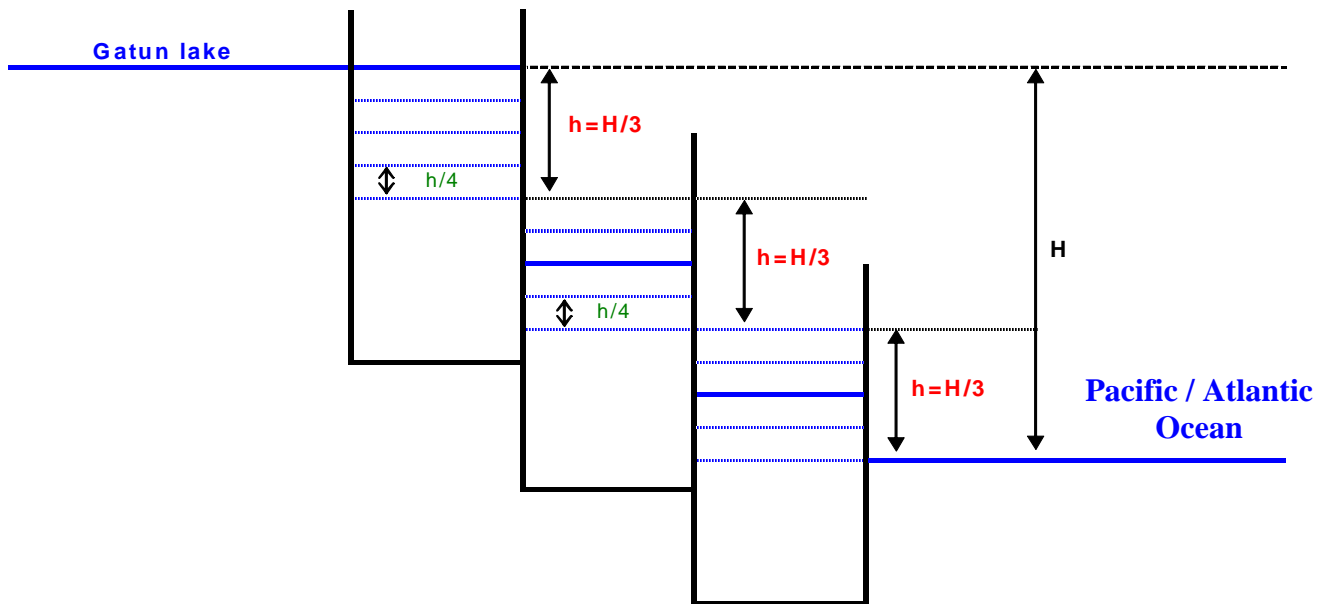 Gatun lake
h=H/3
h/4
h=H/3
H
h/4
h=H/3
Pacific / Atlantic
Ocean